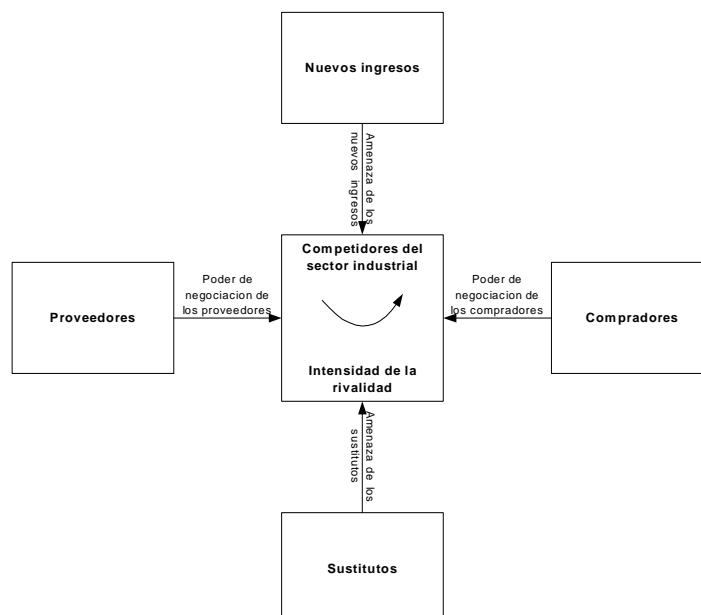 Nuevos ingresos
Amenaza de los
nuevos ingresos
Competidores del
sector industrial
Poder de
negociacion de
los proveedores
Poder de
negociacion de
los compradores
Proveedores
Compradores
Intensidad de la
rivalidad
Amenaza de los
sustitutos
Sustitutos